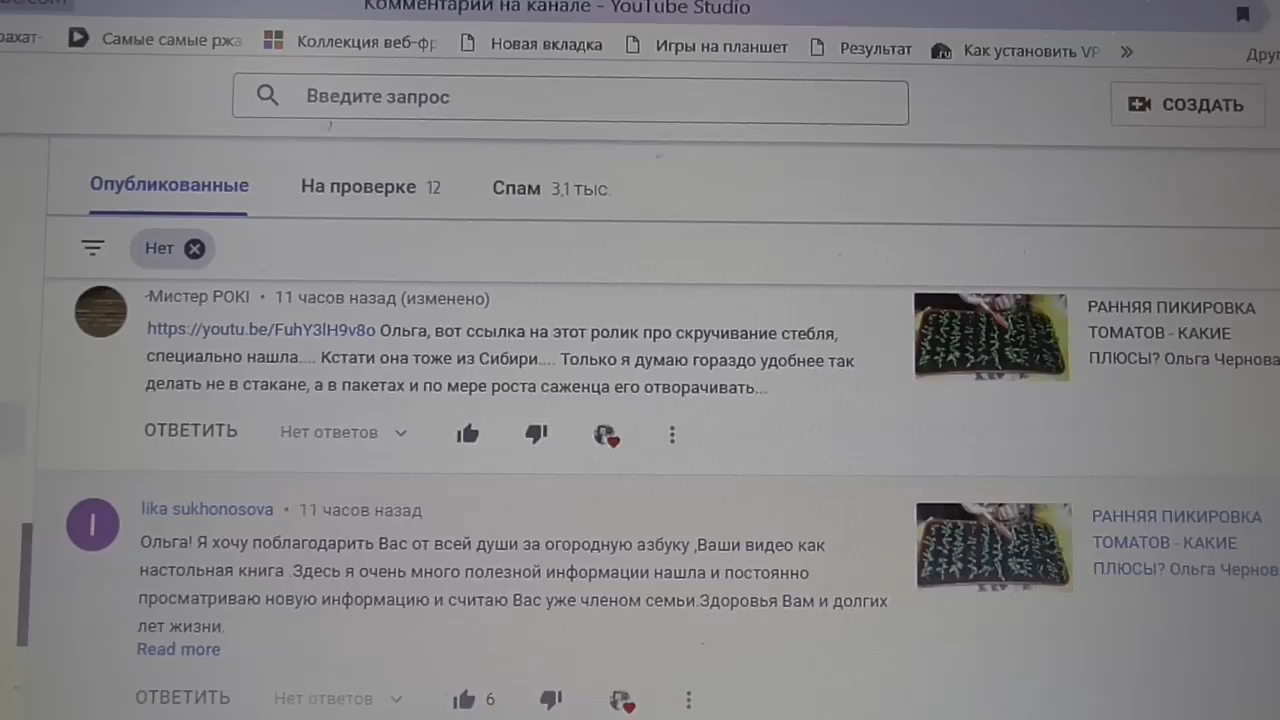 Комментарии на канале - YouTube Studio
Самые самые ржа
Коллекция веб-фр
Новая вкладка
Игры на планшет
Результат
Как установить VP
»
Друг
Введите запрос
СОЗДАТЬ
Опубликованные
На проверке 12
Спам 3,1 тыс.
Нет
Мистер POKI • 11 часов назад (изменено)
https://youtu.be/FuhY3lH9v8o Ольга, вот ссылка на этот ролик про скручивание стебля,
специально нашла.... Кстати она тоже из Сибири.... Только я думаю гораздо удобнее так
делать не в стакане, а в пакетах и по мере роста саженца его отворачивать...
РАННЯЯ ПИКИРОВКА
ТОМАТОВ - КАКИЕ
ПЛЮСЫ? Ольга Чернова
ОТВЕТИТЬ
Нет ответов
I
lika sukhonosova • 11 часов назад
Ольга! Я хочу поблагодарить Вас от всей души за огородную азбуку ,Ваши видео как
настольная книга .Здесь я очень много полезной информации нашла и постоянно
просматриваю новую информацию и считаю Вас уже членом семьи.Здоровья Вам и долгих
лет жизни.
Read more
РАННЯЯ ПИКИРОВКА
ТОМАТОВ - КАКИЕ
ПЛЮСЫ? Ольга Чернов
ОТВЕТИТЬ
Нет ответов
6